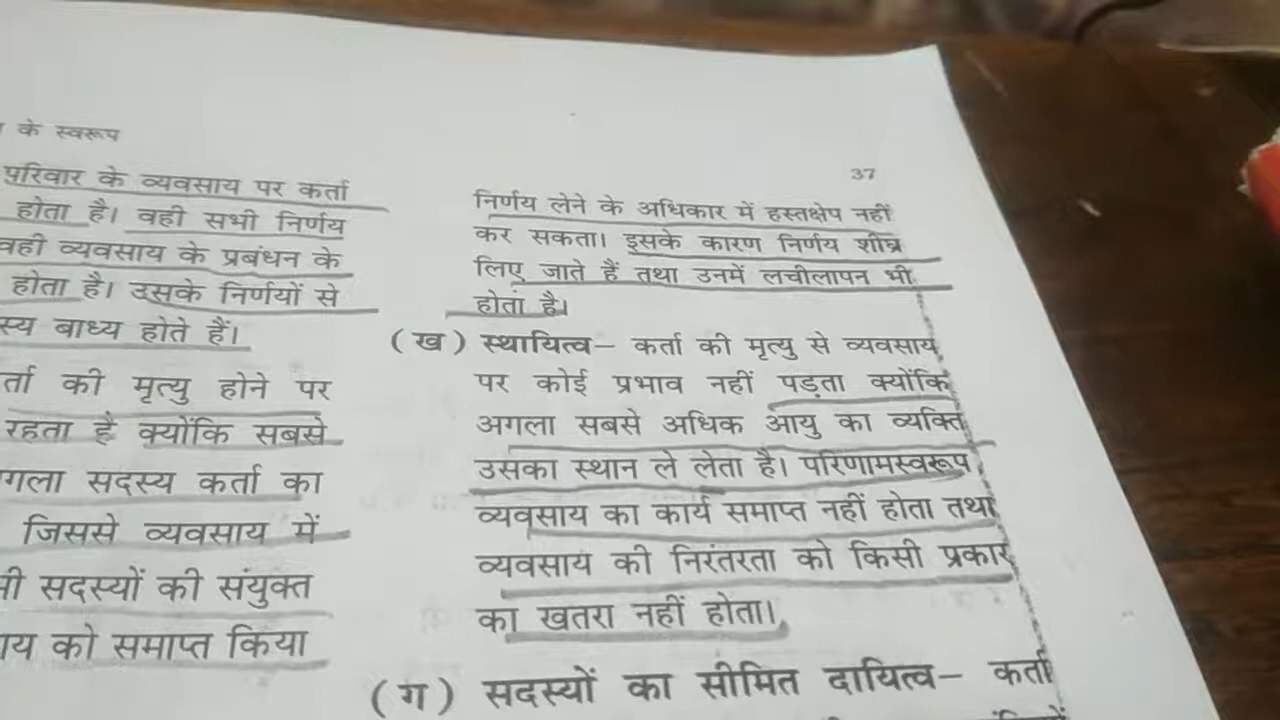 के स्वरूप
37
परिवार के व्यवसाय पर कर्ता
होता है। वही सभी निर्णय
वही व्यवसाय के प्रबंधन के
होता है। उसके निर्णयों से
बाध्य होते हैं।
की मृत्यु होने पर
रहता है क्योंकि सबसे
सदस्य कर्ता का
जिससे व्यवसाय में
सदस्यों की संयुक्त
को समाप्त किया
निर्णय लेने के अधिकार में हस्तक्षेप नहीं
कर सकता। इसके कारण निर्णय शीघ्र
लिए जाते हैं तथा उनमें लचीलापन भी
होता है।
(ख) स्थायित्व– कर्ता की मृत्यु से व्यवसाय
पर कोई प्रभाव नहीं पड़ता क्योंकि
अगला सबसे अधिक आयु का व्यक्ति
उसका स्थान ले लेता है। परिणामस्वरूप
व्यवसाय का कार्य समाप्त नहीं होता तथा
व्यवसाय की निरंतरता को किसी प्रकार
का खतरा नहीं होता।
(ग) सदस्यों का सीमित दायित्व– कर्ता